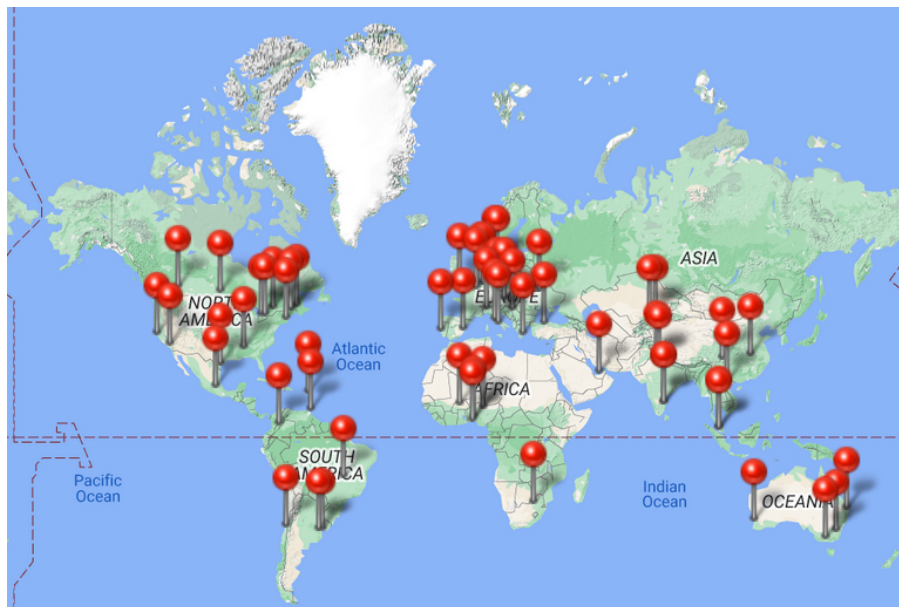 ASIA
NORTH
AMERICA
EUROPE
Atlantic
Ocean
AFRICA
SOUTH
AMERICA
Pacific
Ocean
Indian
Ocean
OCEANIA